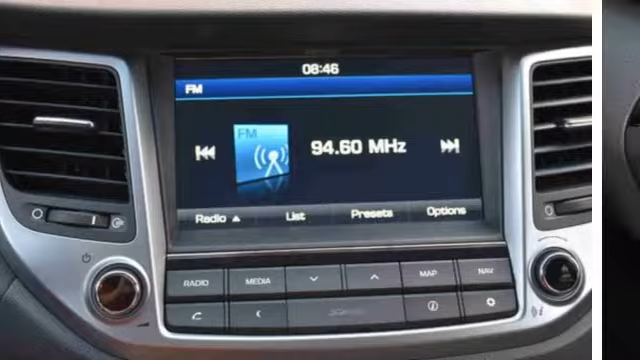 08:46
FM
FM
94.60 MHz
Radio ▲ List Presets Options
RADIO MEDIA MAP NAV